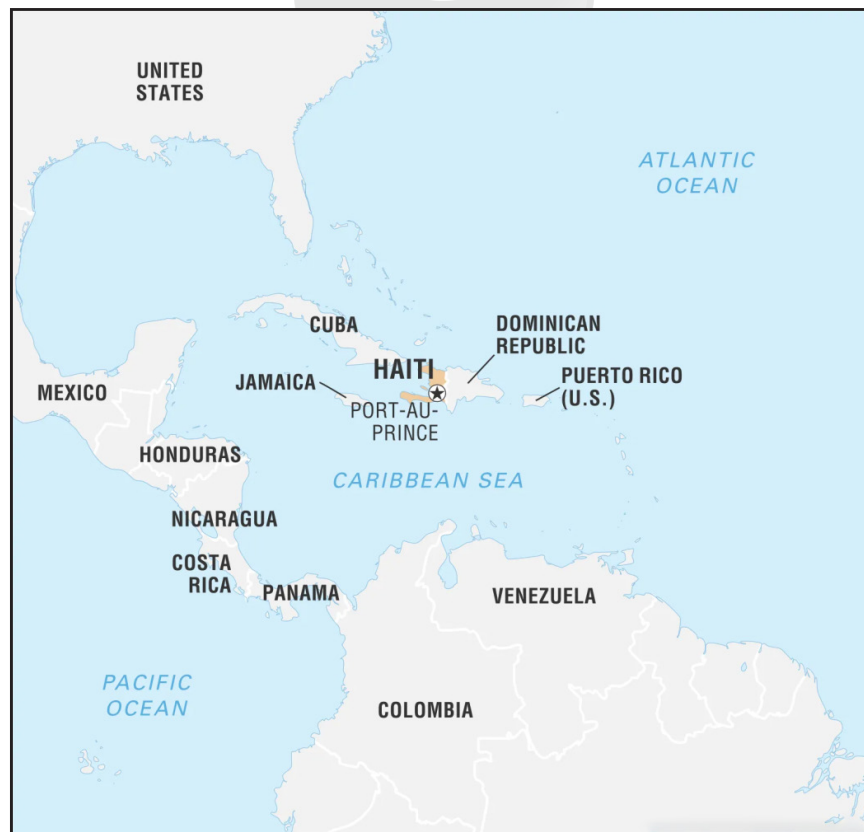 UNITED
STATES
ATLANTIC
OCEAN
CUBA
DOMINICAN
REPUBLIC
HAITI
JAMAICA
PUERTO RICO
(U.S.)
MEXICO
PORT-AU-
PRINCE
HONDURAS
CARIBBEAN SEA
NICARAGUA
COSTA
RICA
PANAMA
VENEZUELA
PACIFIC
OCEAN
COLOMBIA